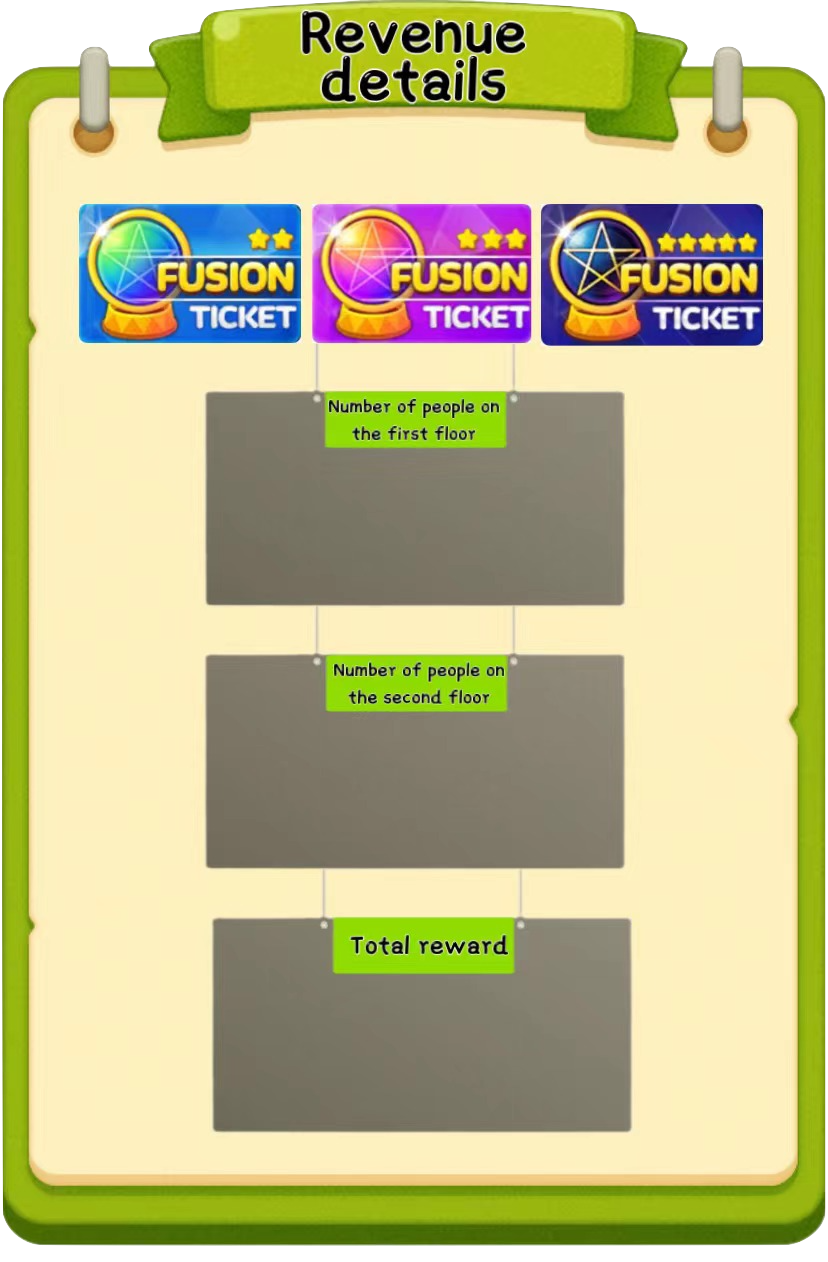 Revenue
details
FUSION
TICKET
FUSION
TICKET
FUSION
TICKET
Number of people on
the first floor
Number of people on
the second floor
Total reward